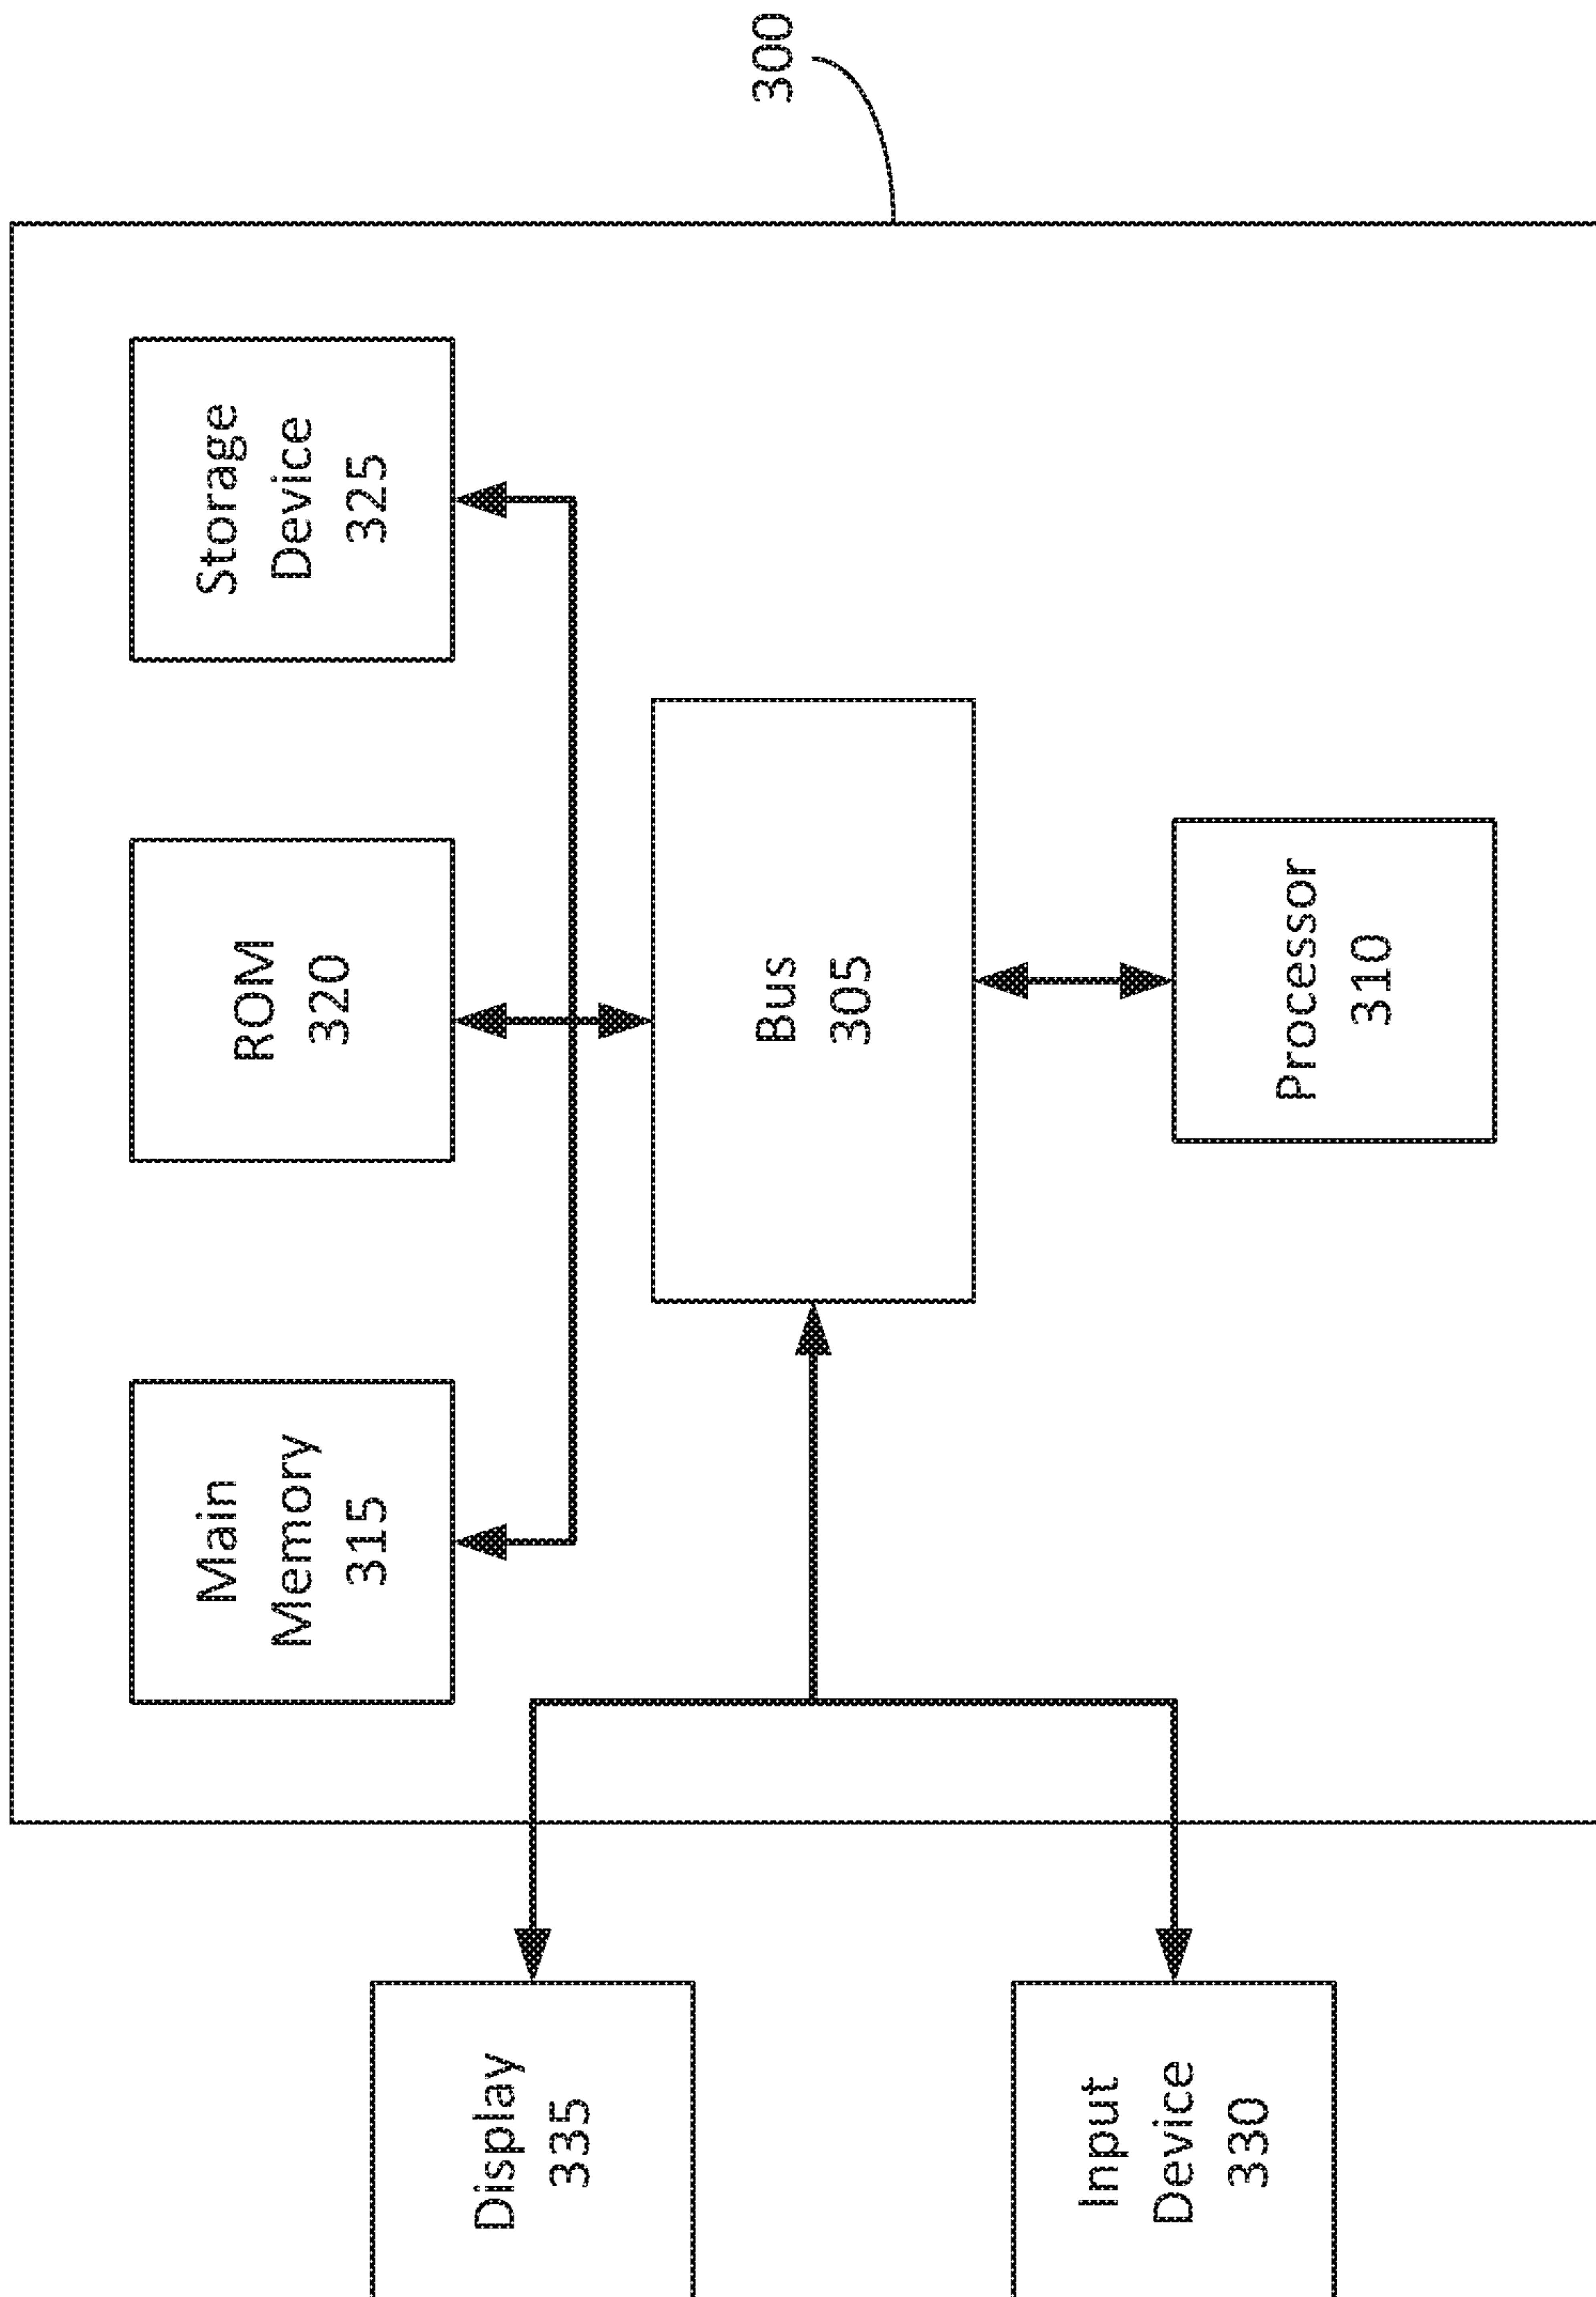 300
Main
Memory
315
ROM
320
Storage
Device
325
Display
335
Bus
305
Input
Device
330
Processor
310